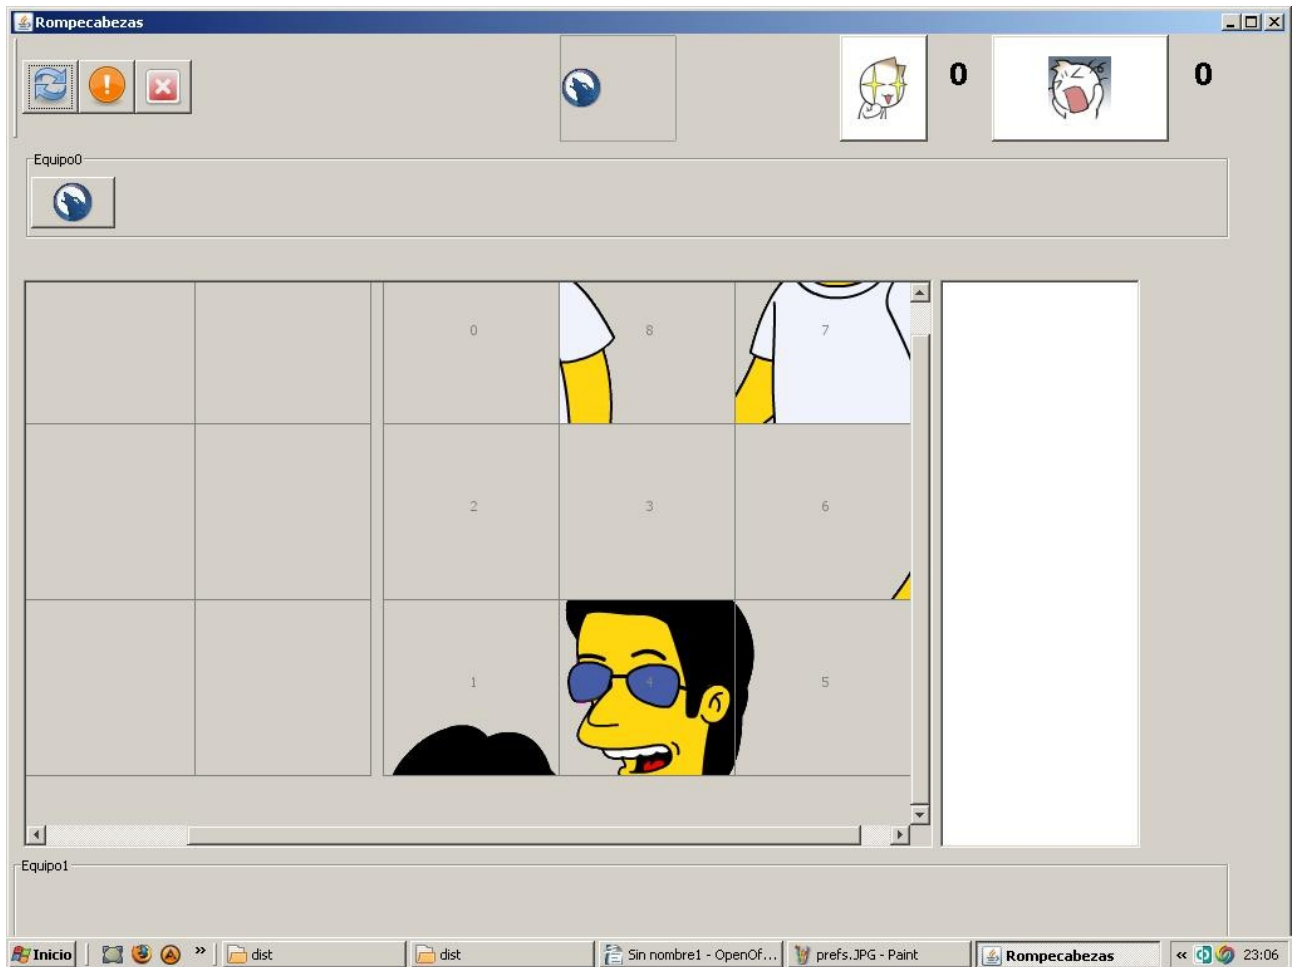 Rompecabezas
0
0
Equipo0
0 8 7
2 3 6
1 4 5
Equipo1
Inicio
»
dist
dist
Sin nombre1 - OpenOf...
prefs.JPG - Paint
Rompecabezas
«
23:06